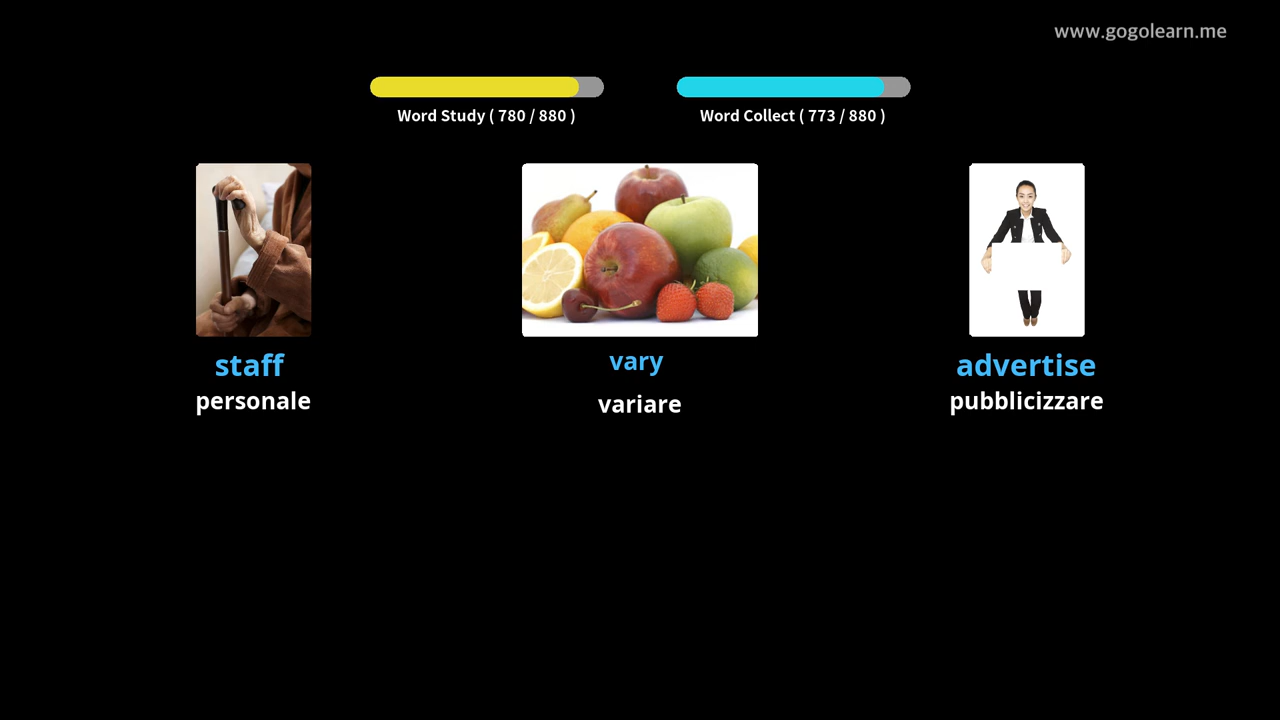 www.gogolearn.me
Word Study ( 780 / 880 )
Word Collect ( 773 / 880 )
staff
personale
vary
variare
advertise
pubblicizzare